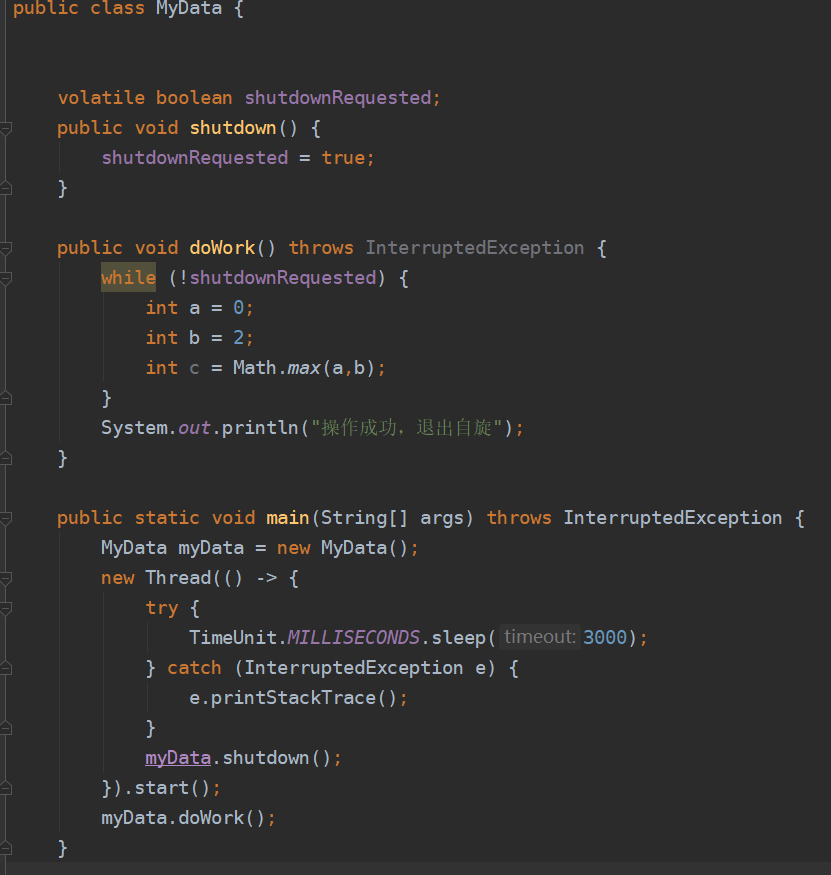 public class MyData {
volatile boolean shutdownRequested;
public void shutdown() {
shutdownRequested = true;
}
public void doWork() throws InterruptedException {
while (!shutdownRequested) {
int a = 0;
int b = 2;
int c = Math.max(a,b);
}
System.out.println("操作成功，退出自旋");
}
public static void main(String[] args) throws InterruptedException {
MyData myData = new MyData();
new Thread(() -> {
try {
TimeUnit.MILLISECONDS.sleep( timeout: 3000);
} catch (InterruptedException e) {
e.printStackTrace();
}
myData.shutdown();
}).start();
myData.doWork();
}